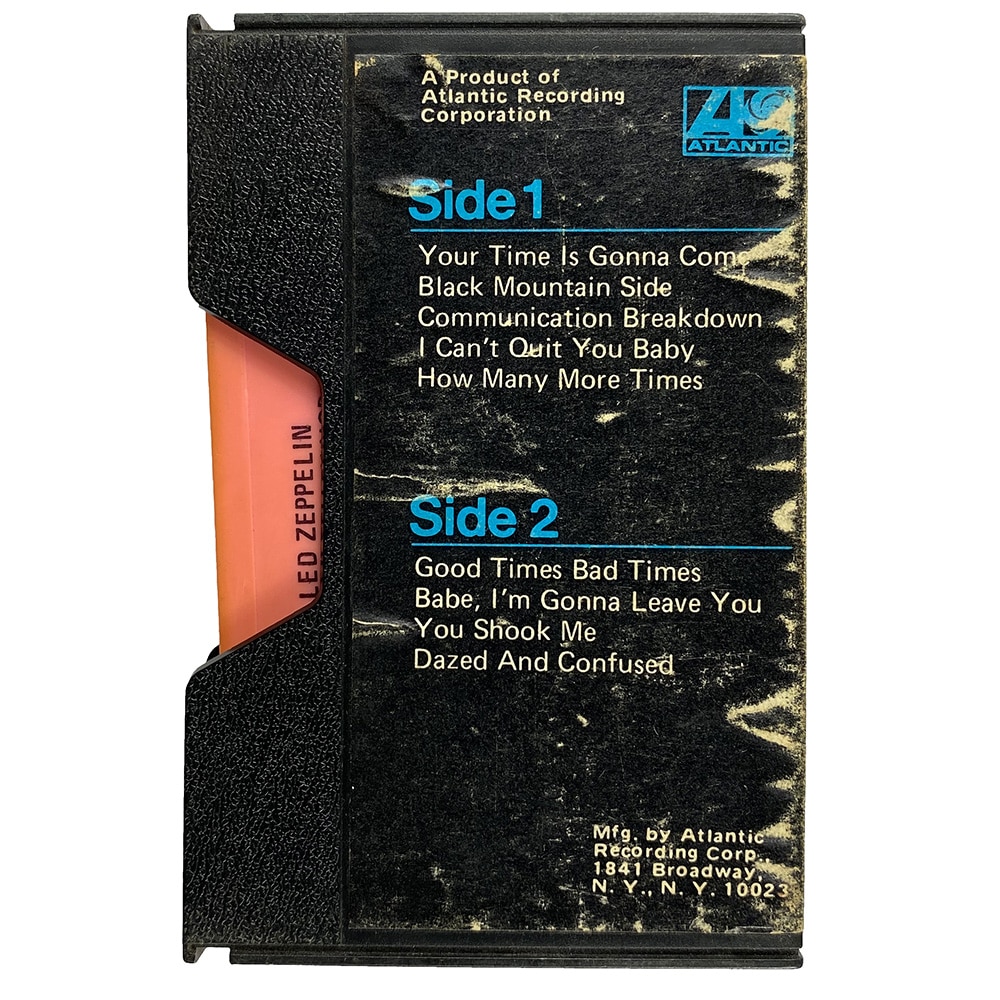 A Product of
Atlantic Recording
Corporation
ATLANTIC
Side 1
Your Time Is Gonna Come
Black Mountain Side
Communication Breakdown
I Can't Quit You Baby
How Many More Times
LED ZEPPELIN
Side 2
Good Times Bad Times
Babe, I'm Gonna Leave You
You Shook Me
Dazed And Confused
Mfg. by Atlantic
Recording Corp.,
1841 Broadway,
N. Y., N. Y. 10023